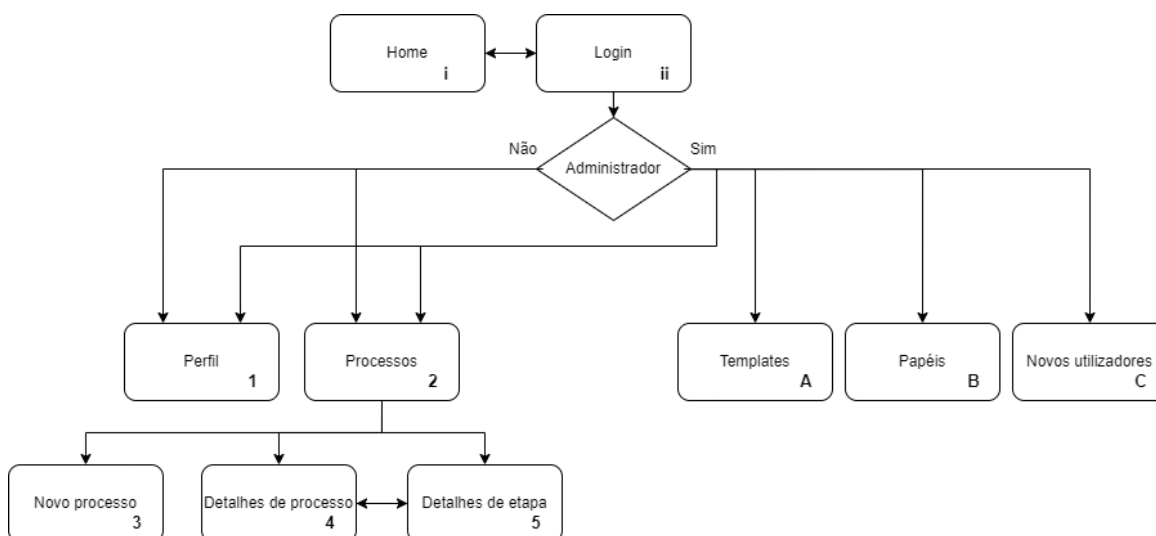 Home
i
Login
ii
Não
Sim
Administrador
Perfil
1
Processos
2
Templates
A
Papéis
B
Novos utilizadores
C
Novo processo
3
Detalhes de processo
4
Detalhes de etapa
5